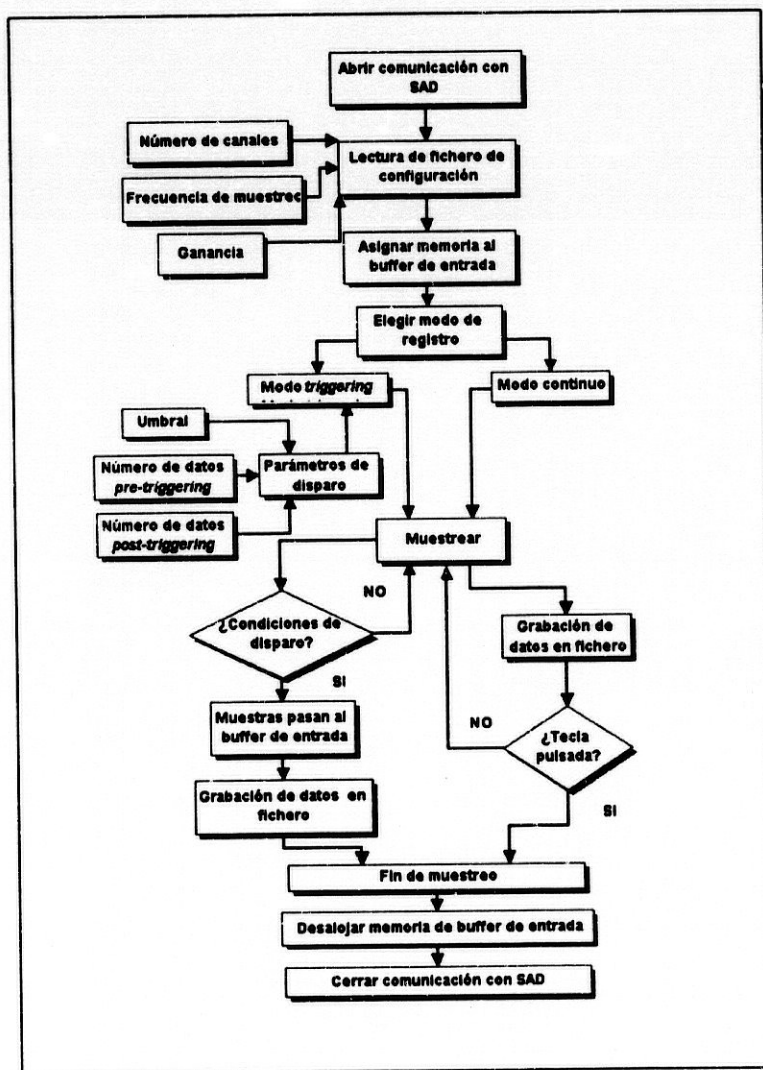 Abrir comunicación con
SAD
Número de canales
Lectura de fichero de
configuración
Frecuencia de muestrec
Ganancia
Asignar memoria al
buffer de entrada
Elegir modo de
registro
Modo triggering
Modo continuo
Umbral
Número de datos
pre-triggering
Parámetros de
disparo
Número de datos
post-triggering
Muestrear
NO
¿Condiciones de
disparo?
Grabación de
datos en fichero
SI
Muestras pasan al
buffer de entrada
NO
¿Tecla
pulsada?
Grabación de datos en
fichero
SI
Fin de muestreo
Desalojar memoria de buffer de entrada
Cerrar comunicación con SAD